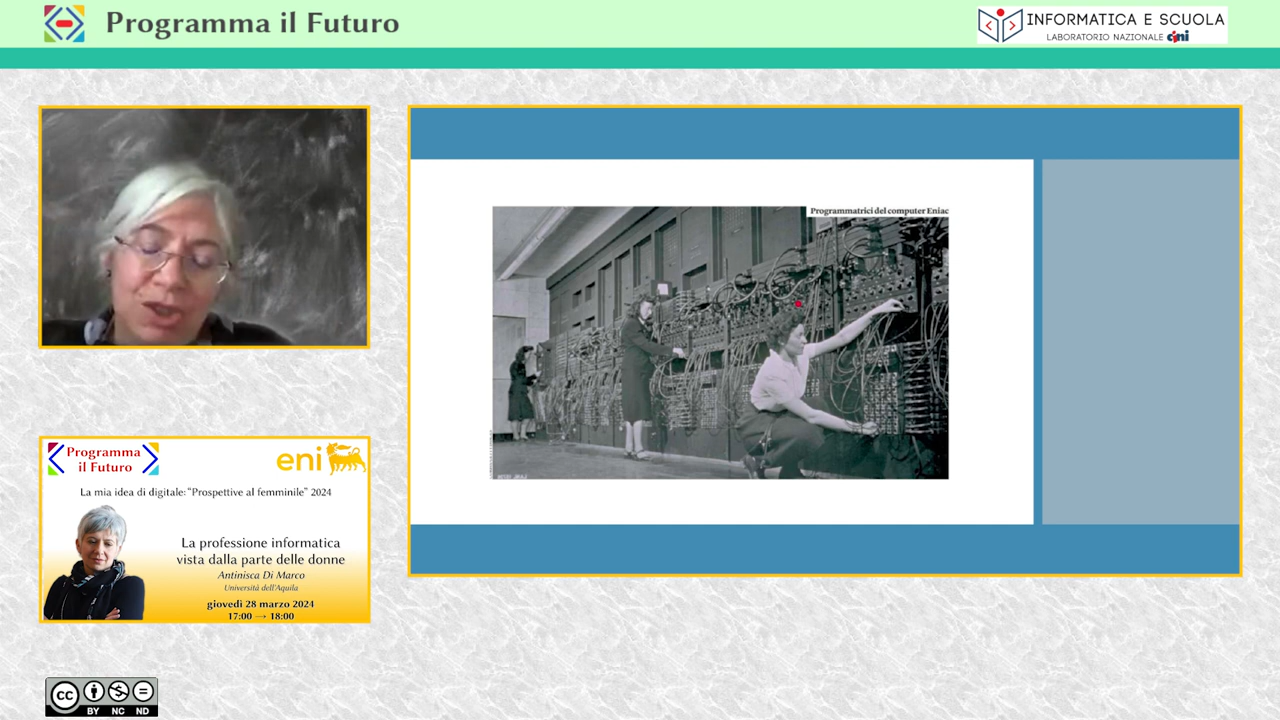 Programma il Futuro
INFORMATICA E SCUOLA
LABORATORIO NAZIONALE cini
Programmatrici del computer Eniac
Programma
il Futuro
eni
La mia idea di digitale: "Prospettive al femminile" 2024
La professione informatica
vista dalla parte delle donne
Antinisca Di Marco
Università dell'Aquila
giovedì 28 marzo 2024
17:00 → 18:00
cc
BY NC ND